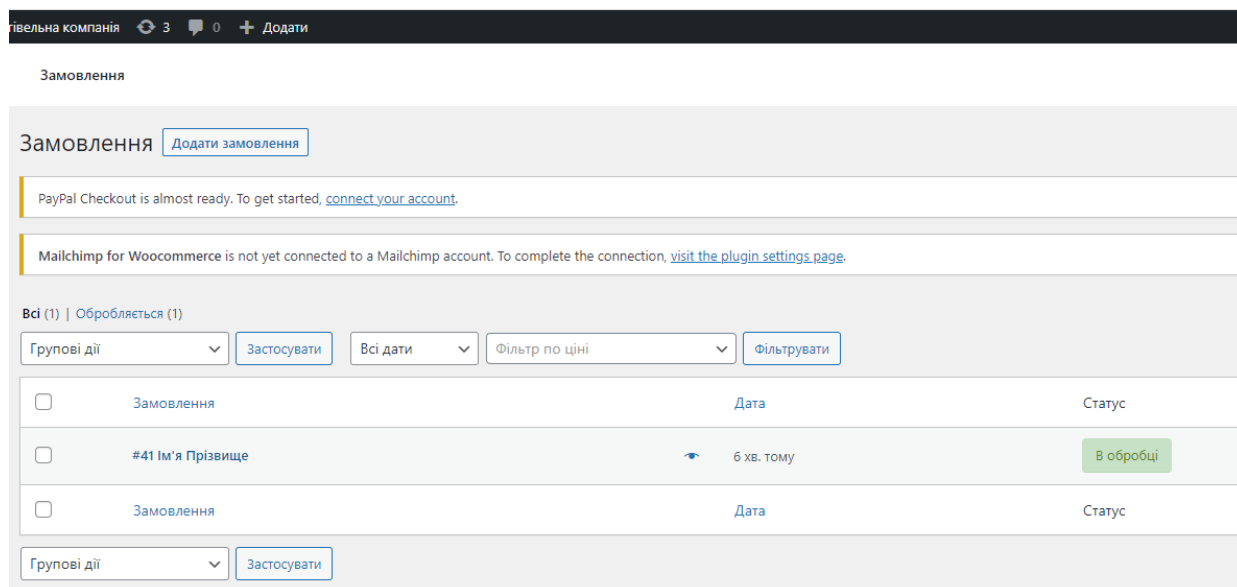 гівельна компанія 3 0 + Додати
Замовлення
Замовлення Додати замовлення
PayPal Checkout is almost ready. To get started, connect your account.
Mailchimp for Woocommerce is not yet connected to a Mailchimp account. To complete the connection, visit the plugin settings page.
Всі (1) | Обробляється (1)
Групові дії Застосувати Всі дати Фільтр по ціні Фільтрувати
Замовлення Дата Статус
#41 Ім'я Прізвище 6 хв. тому В обробці
Замовлення Дата Статус
Групові дії Застосувати